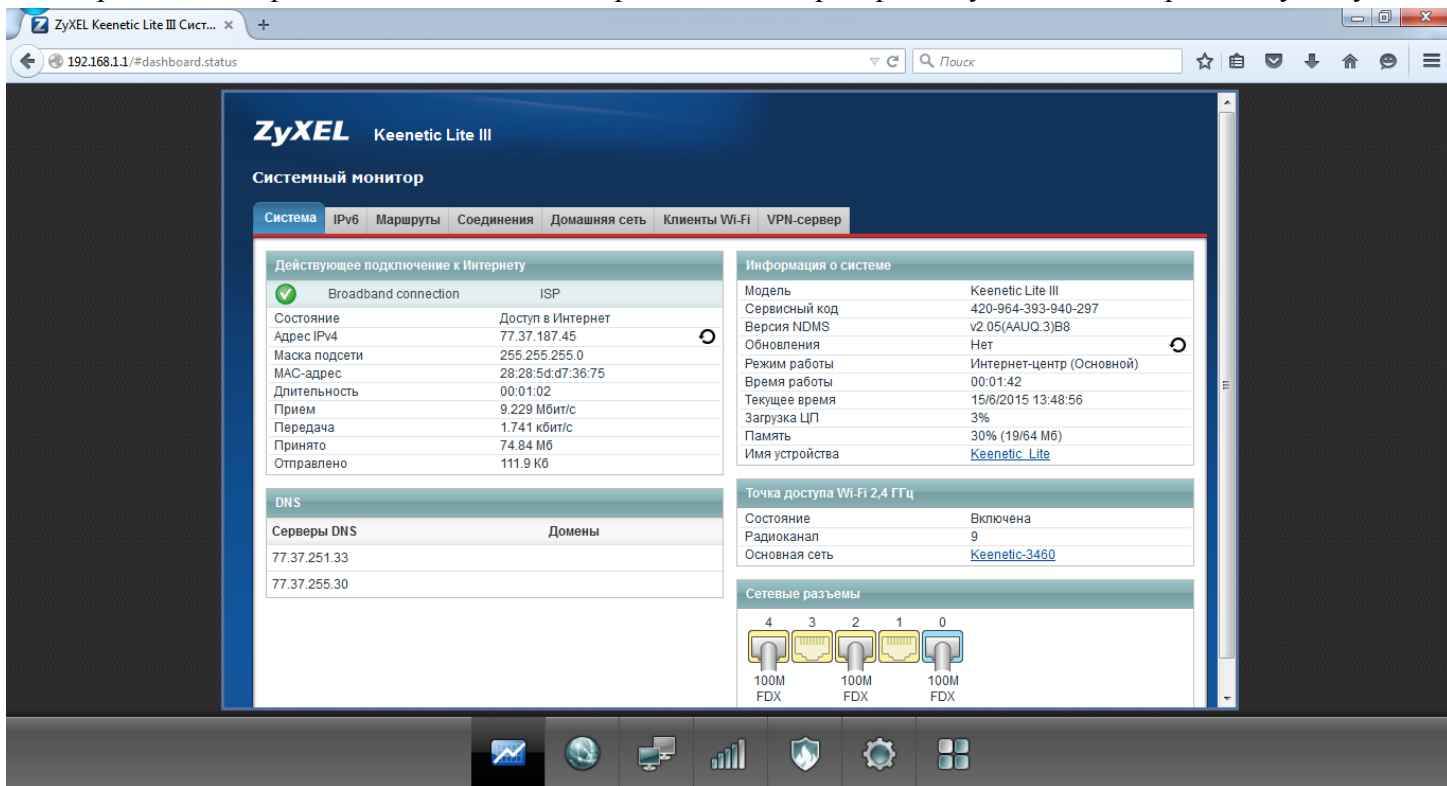 ZyXEL Keenetic Lite III Сист... × +
192.168.1.1/#dashboard.status Поиск
ZyXEL Keenetic Lite III
Системный монитор
Система IPv6 Маршруты Соединения Домашняя сеть Клиенты Wi-Fi VPN-сервер
Действующее подключение к Интернету
Broadband connection ISP
Состояние Доступ в Интернет
Адрес IPv4 77.37.187.45
Маска подсети 255.255.255.0
MAC-адрес 28:28:5d:d7:36:75
Длительность 00:01:02
Прием 9.229 Мбит/с
Передача 1.741 кбит/с
Принято 74.84 Мб
Отправлено 111.9 Кб
DNS
Серверы DNS Домены
77.37.251.33
77.37.255.30
Информация о системе
Модель Keenetic Lite III
Сервисный код 420-964-393-940-297
Версия NDMS v2.05(AAUQ.3)B8
Обновления Нет
Режим работы Интернет-центр (Основной)
Время работы 00:01:42
Текущее время 15/6/2015 13:48:56
Загрузка ЦП 3%
Память 30% (19/64 Мб)
Имя устройства Keenetic_Lite
Точка доступа Wi-Fi 2,4 ГГц
Состояние Включена
Радиоканал 9
Основная сеть Keenetic-3460
Сетевые разъемы
4 3 2 1 0
100M 100M 100M
FDX FDX FDX